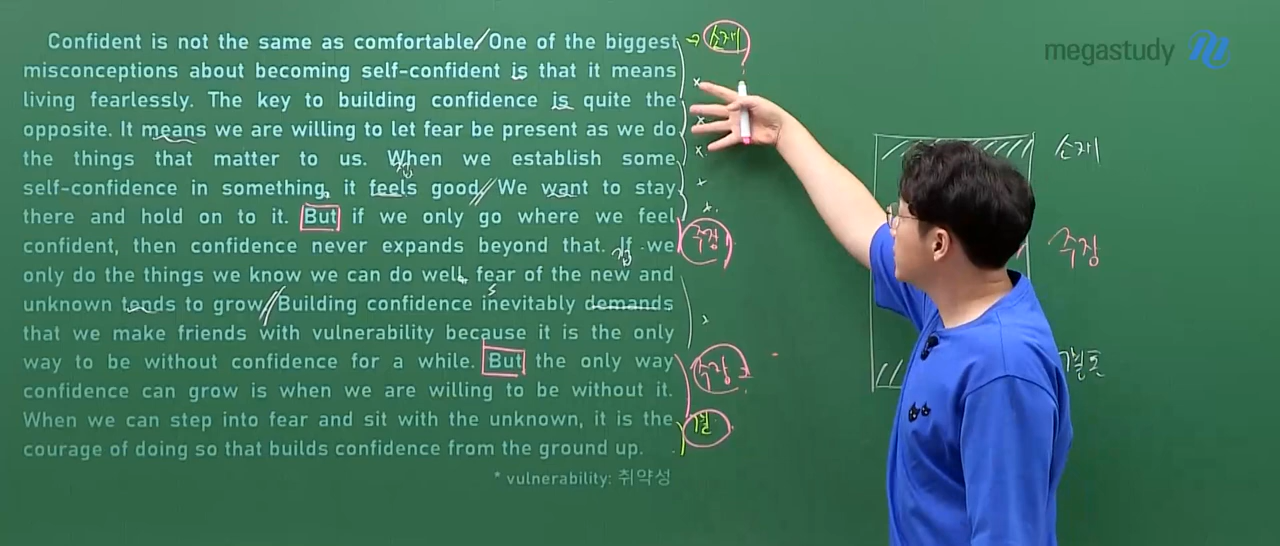 Confident is not the same as comfortable. One of the biggest
misconceptions about becoming self-confident is that it means
living fearlessly. The key to building confidence is quite the
opposite. It means we are willing to let fear be present as we do
the things that matter to us. When we establish some
self-confidence in something, it feels good. We want to stay
there and hold on to it. But if we only go where we feel
confident, then confidence never expands beyond that. If we
only do the things we know we can do well, fear of the new and
unknown tends to grow. Building confidence inevitably demands
that we make friends with vulnerability because it is the only
way to be without confidence for a while. But the only way
confidence can grow is when we are willing to be without it.
When we can step into fear and sit with the unknown, it is the
courage of doing so that builds confidence from the ground up.
* vulnerability: 취약성
소재
주장
주장
결
megastudy
소재
주장
결론